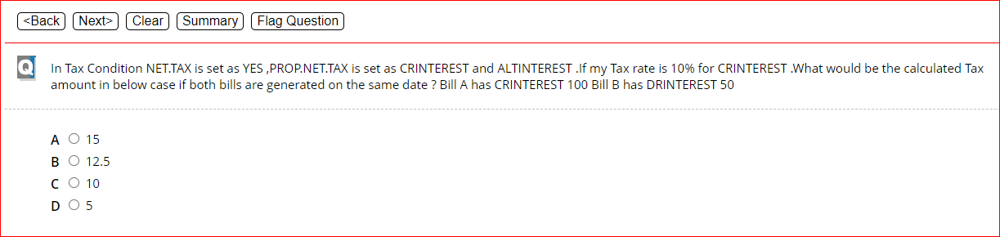 <Back Next> Clear Summary Flag Question
Q In Tax Condition NET.TAX is set as YES ,PROP.NET.TAX is set as CRINTEREST and ALTINTEREST .If my Tax rate is 10% for CRINTEREST .What would be the calculated Tax
amount in below case if both bills are generated on the same date ? Bill A has CRINTEREST 100 Bill B has DRINTEREST 50
A 15
B 12.5
C 10
D 5